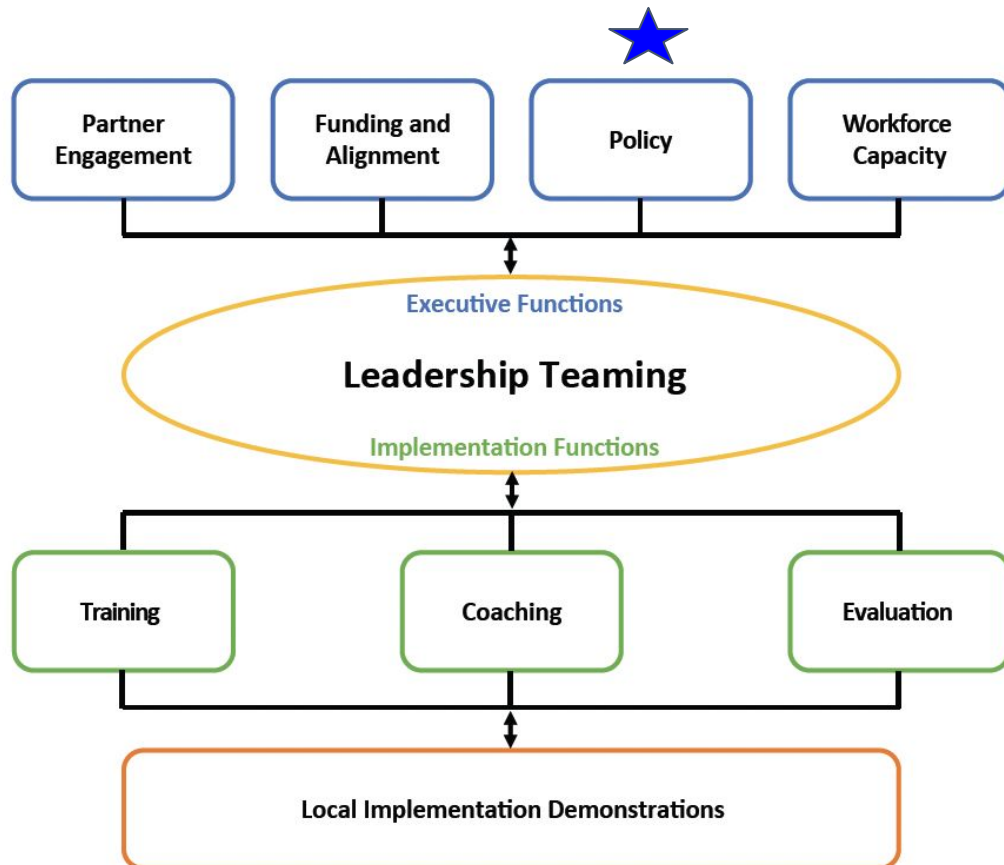 Partner
Engagement
Funding and
Alignment
Policy
Workforce
Capacity
Executive Functions
Leadership Teaming
Implementation Functions
Training
Coaching
Evaluation
Local Implementation Demonstrations